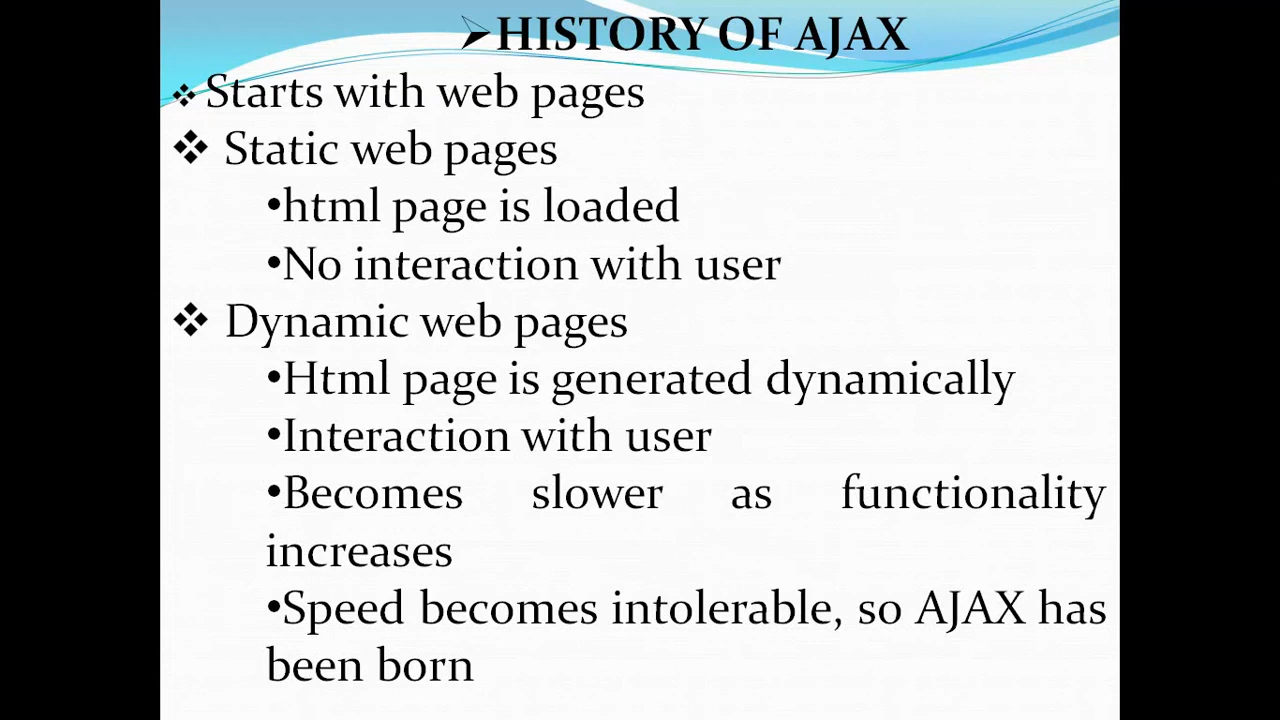 ➢HISTORY OF AJAX
❖Starts with web pages
❖ Static web pages
•html page is loaded
•No interaction with user
❖ Dynamic web pages
•Html page is generated dynamically
•Interaction with user
•Becomes slower as functionality
increases
•Speed becomes intolerable, so AJAX has
been born